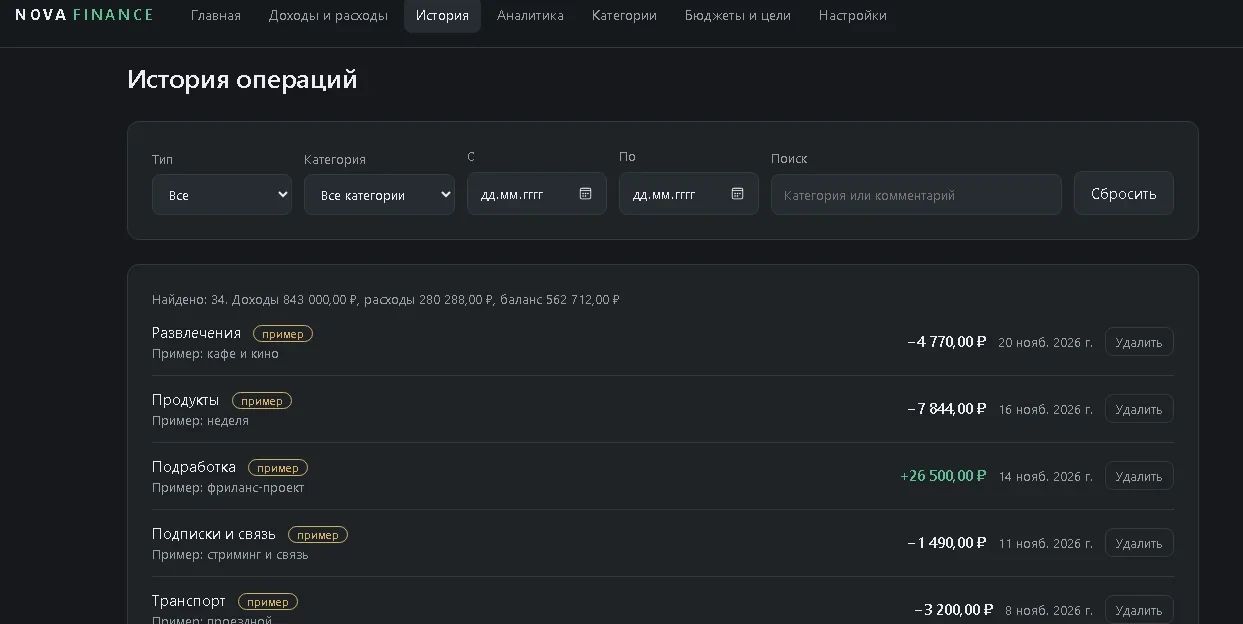 NOVA FINANCE Главная Доходы и расходы История Аналитика Категории Бюджеты и цели Настройки
История операций
Тип Категория С По Поиск
Все Все категории дд.мм.гггг дд.мм.гггг Категория или комментарий Сбросить
Найдено: 34. Доходы 843 000,00 ₽, расходы 280 288,00 ₽, баланс 562 712,00 ₽
Развлечения пример
Пример: кафе и кино
−4 770,00 ₽ 20 нояб. 2026 г. Удалить
Продукты пример
Пример: неделя
−7 844,00 ₽ 16 нояб. 2026 г. Удалить
Подработка пример
Пример: фриланс-проект
+26 500,00 ₽ 14 нояб. 2026 г. Удалить
Подписки и связь пример
Пример: стриминг и связь
−1 490,00 ₽ 11 нояб. 2026 г. Удалить
Транспорт пример
Пример: проездной
−3 200,00 ₽ 8 нояб. 2026 г. Удалить